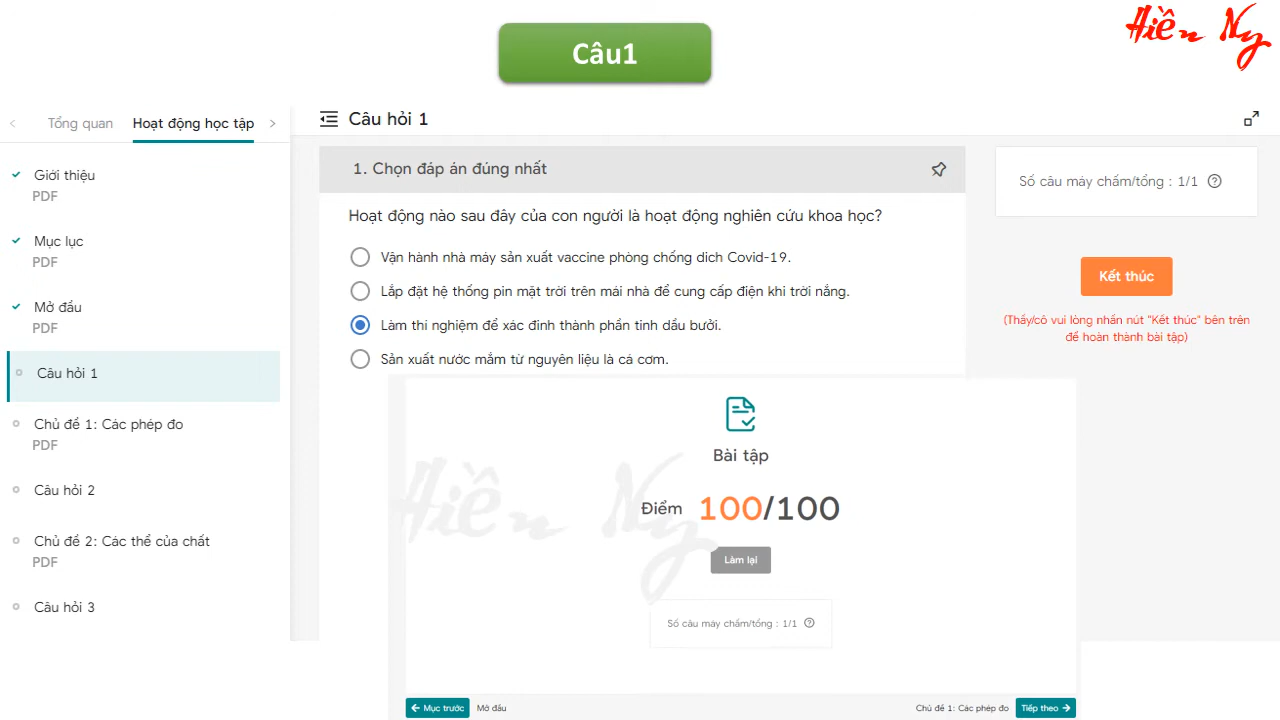 Hiền Ny
Câu1
Tổng quan
Hoạt động học tập
Giới thiệu
PDF
Mục lục
PDF
Mở đầu
PDF
Câu hỏi 1
Chủ đề 1: Các phép đo
PDF
Câu hỏi 2
Chủ đề 2: Các thể của chất
PDF
Câu hỏi 3
Câu hỏi 1
1. Chọn đáp án đúng nhất
Hoạt động nào sau đây của con người là hoạt động nghiên cứu khoa học?
Vận hành nhà máy sản xuất vaccine phòng chống dịch Covid-19.
Lắp đặt hệ thống pin mặt trời trên mái nhà để cung cấp điện khi trời nắng.
Làm thí nghiệm để xác định thành phần tinh dầu bưởi.
Sản xuất nước mắm từ nguyên liệu là cá cơm.
Số câu máy chấm/tổng : 1/1
Kết thúc
(Thầy/cô vui lòng nhấn nút "Kết thúc" bên trên
để hoàn thành bài tập)
Bài tập
Điểm 100/100
Làm lại
Số câu máy chấm/tổng : 1/1
Hiền Ny
Mục trước
Mở đầu
Chủ đề 1: Các phép đo
Tiếp theo